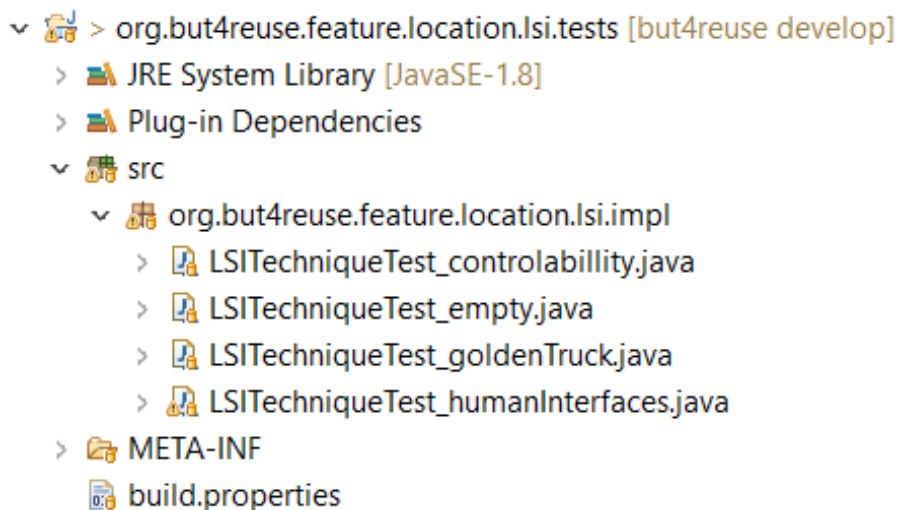 > org.but4reuse.feature.location.lsi.tests [but4reuse develop]
JRE System Library [JavaSE-1.8]
Plug-in Dependencies
src
org.but4reuse.feature.location.lsi.impl
LSITechniqueTest_controlabillity.java
LSITechniqueTest_empty.java
LSITechniqueTest_goldenTruck.java
LSITechniqueTest_humanInterfaces.java
META-INF
build.properties